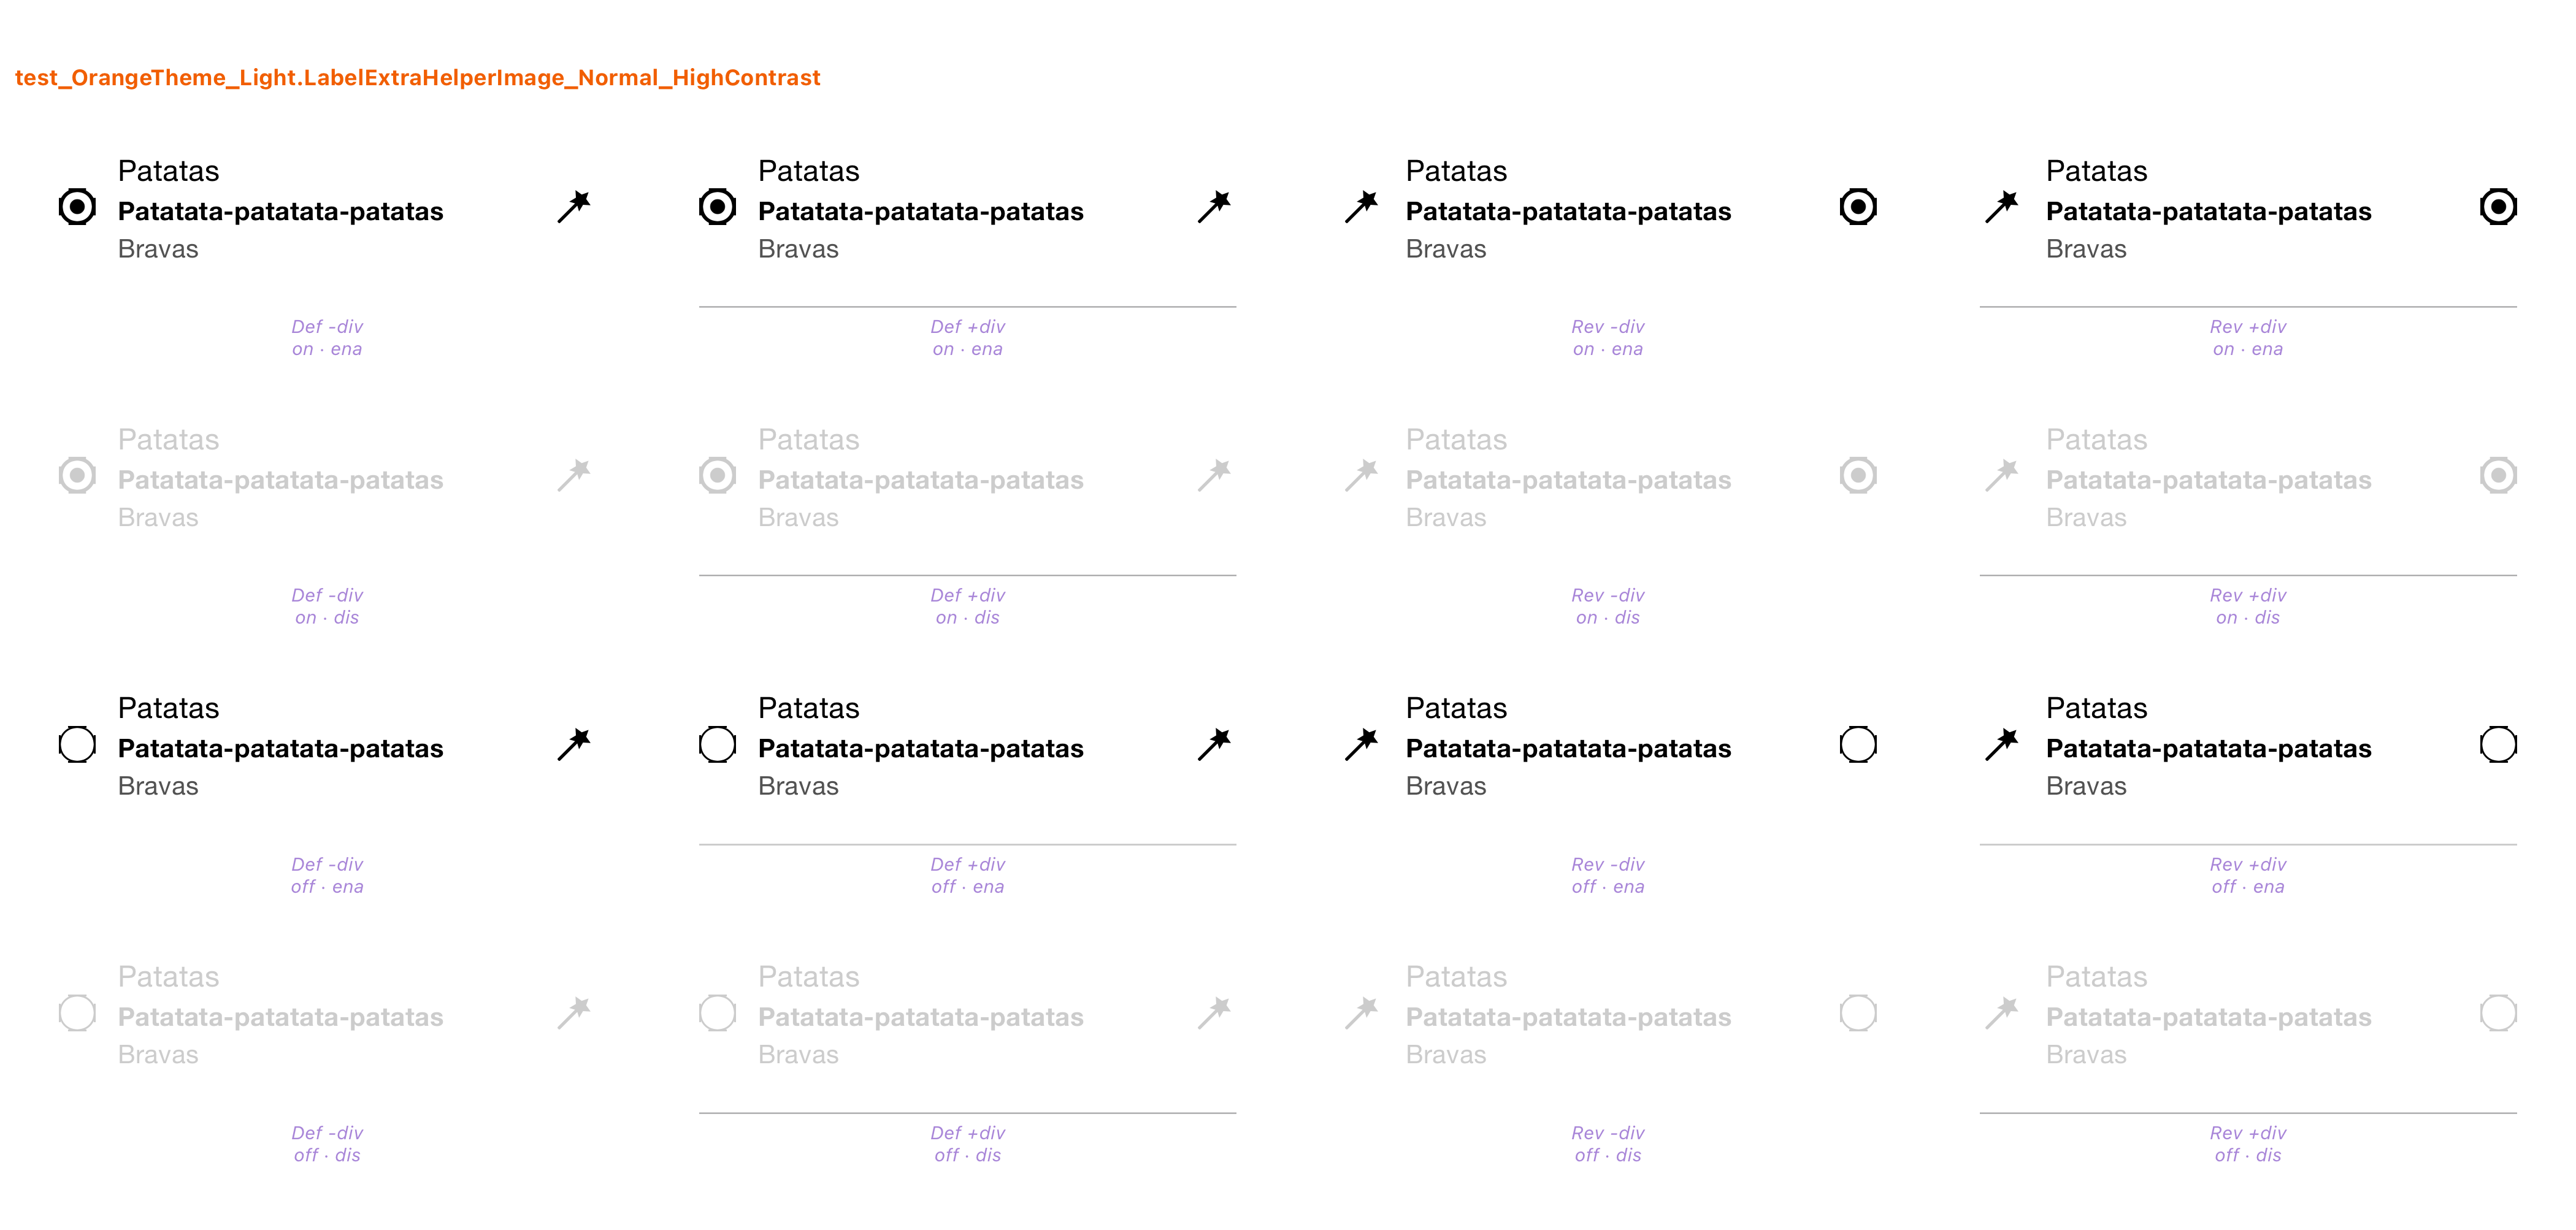 test_OrangeTheme_Light.LabelExtraHelperImage_Normal_HighContrast
Patatas
Patatata-patatata-patatas
Bravas
Def -div
on · ena
Patatas
Patatata-patatata-patatas
Bravas
Def +div
on · ena
Patatas
Patatata-patatata-patatas
Bravas
Rev -div
on · ena
Patatas
Patatata-patatata-patatas
Bravas
Rev +div
on · ena
Patatas
Patatata-patatata-patatas
Bravas
Def -div
on · dis
Patatas
Patatata-patatata-patatas
Bravas
Def +div
on · dis
Patatas
Patatata-patatata-patatas
Bravas
Rev -div
on · dis
Patatas
Patatata-patatata-patatas
Bravas
Rev +div
on · dis
Patatas
Patatata-patatata-patatas
Bravas
Def -div
off · ena
Patatas
Patatata-patatata-patatas
Bravas
Def +div
off · ena
Patatas
Patatata-patatata-patatas
Bravas
Rev -div
off · ena
Patatas
Patatata-patatata-patatas
Bravas
Rev +div
off · ena
Patatas
Patatata-patatata-patatas
Bravas
Def -div
off · dis
Patatas
Patatata-patatata-patatas
Bravas
Def +div
off · dis
Patatas
Patatata-patatata-patatas
Bravas
Rev -div
off · dis
Patatas
Patatata-patatata-patatas
Bravas
Rev +div
off · dis